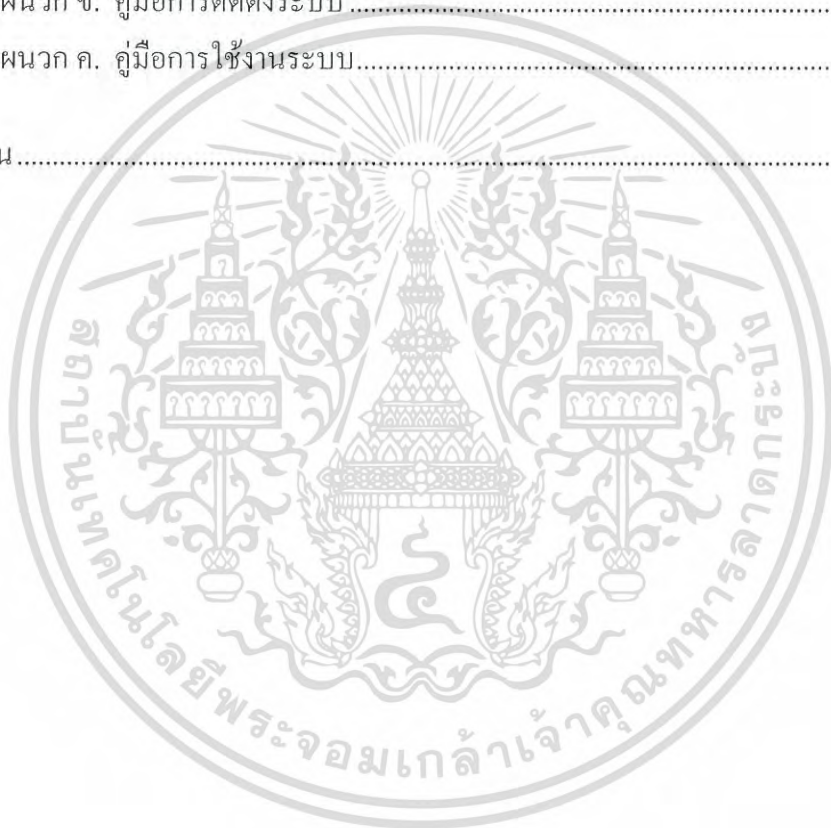 ผนวก ข. คู่มือการติดตั้งระบบ ........................................
ผนวก ค. คู่มือการใช้งานระบบ ........................................
น ........................................
สถาบันเทคโนโลยีพระจอมเกล้าเจ้าคุณทหารลาดกระบัง
๔